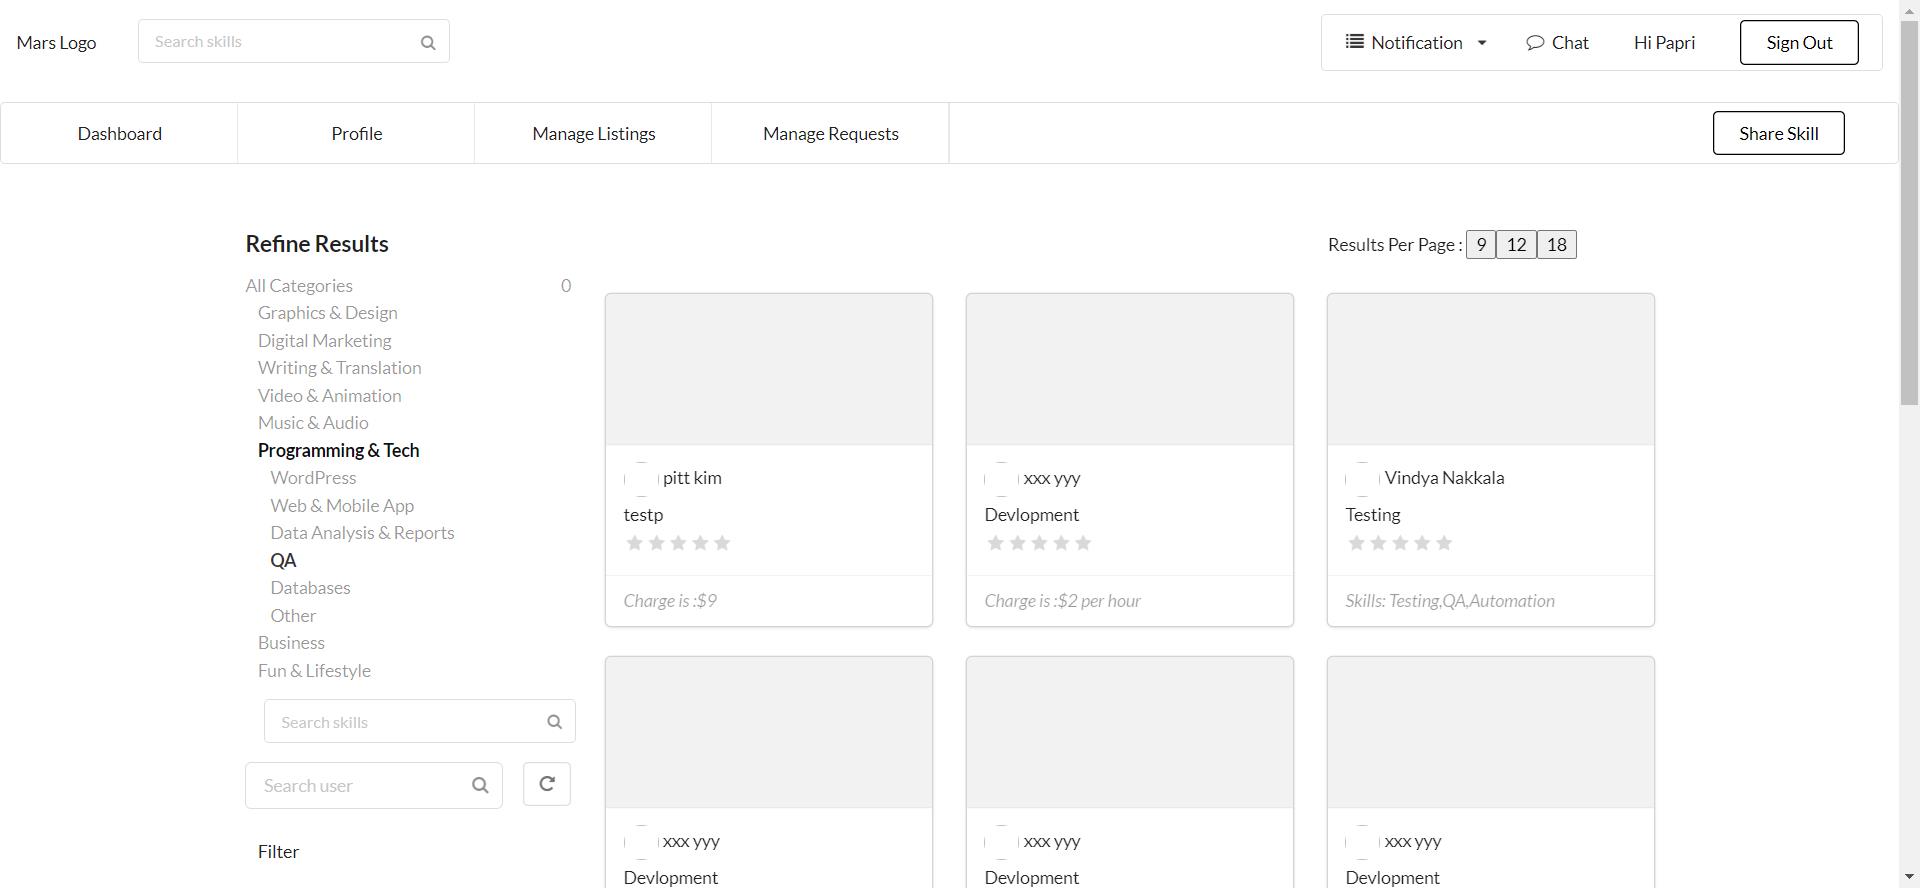 Mars Logo
Search skills
Notification
Chat
Hi Papri
Sign Out
Dashboard
Profile
Manage Listings
Manage Requests
Share Skill
Refine Results
Results Per Page : 9 12 18
All Categories 0
Graphics & Design
Digital Marketing
Writing & Translation
Video & Animation
Music & Audio
Programming & Tech
WordPress
Web & Mobile App
Data Analysis & Reports
QA
Databases
Other
Business
Fun & Lifestyle
Search skills
Search user
Filter
pitt kim
testp
Charge is :$9
xxx yyy
Devlopment
Charge is :$2 per hour
Vindya Nakkala
Testing
Skills: Testing,QA,Automation
xxx yyy
Devlopment
xxx yyy
Devlopment
xxx yyy
Devlopment